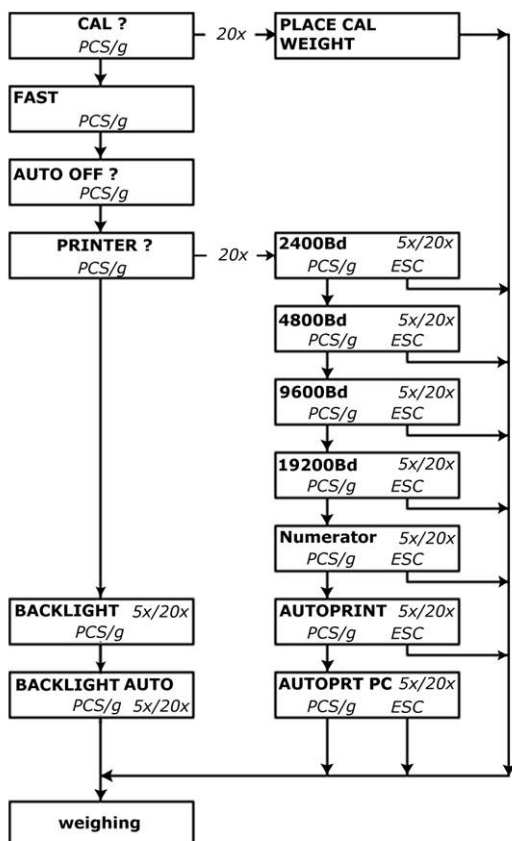 CAL ?
PCS/g
20x
PLACE CAL
WEIGHT
FAST
PCS/g
AUTO OFF ?
PCS/g
PRINTER ?
PCS/g
20x
2400Bd 5x/20x
PCS/g ESC
4800Bd 5x/20x
PCS/g ESC
9600Bd 5x/20x
PCS/g ESC
19200Bd 5x/20x
PCS/g ESC
Numerator 5x/20x
PCS/g ESC
BACKLIGHT 5x/20x
PCS/g
AUTOPRINT 5x/20x
PCS/g ESC
BACKLIGHT AUTO
PCS/g 5x/20x
AUTOPRT PC 5x/20x
PCS/g ESC
weighing